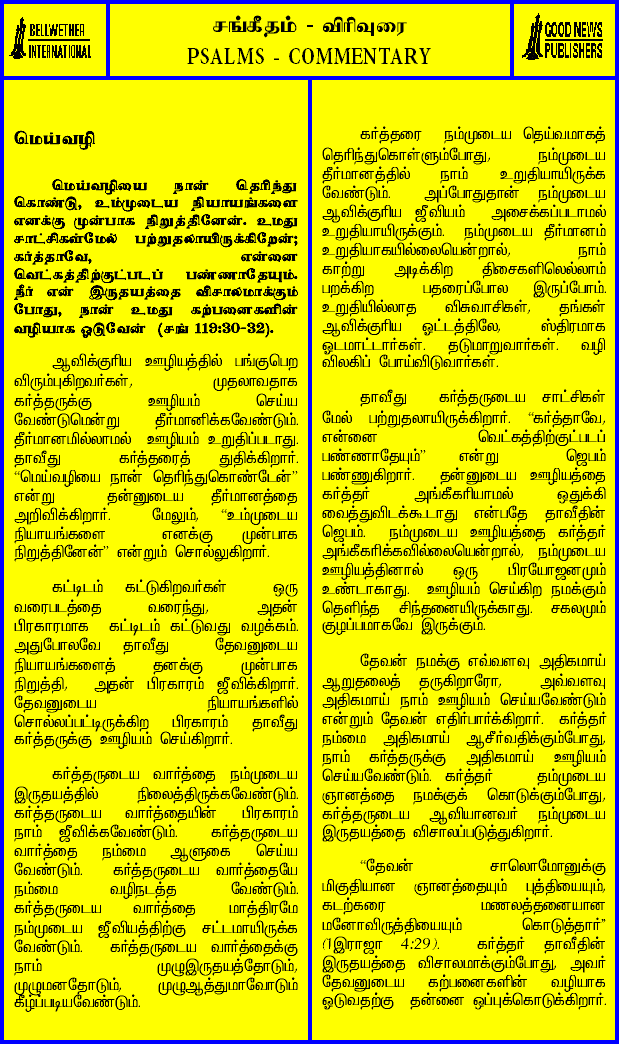 BELLWETHER
INTERNATIONAL
சங்கீதம் - விரிவுரை
PSALMS - COMMENTARY
GOOD NEWS
PUBLISHERS
மெய்வழி
மெய்வழியை நான் தெரிந்து
கொண்டு, உம்முடைய நியாயங்களை
எனக்கு முன்பாக நிறுத்தினேன். உமது
சாட்சிகள்மேல் பற்றுதலாயிருக்கிறேன்;
கர்த்தாவே, என்னை
வெட்கத்திற்குட்படப் பண்ணாதேயும்.
நீர் என் இருதயத்தை விசாலமாக்கும்
போது, நான் உமது கற்பனைகளின்
வழியாக ஓடுவேன் (சங் 119:30-32).
ஆவிக்குரிய ஊழியத்தில் பங்குபெற
விரும்புகிறவர்கள், முதலாவதாக
கர்த்தருக்கு ஊழியம் செய்ய
வேண்டுமென்று தீர்மானிக்கவேண்டும்.
தீர்மானமில்லாமல் ஊழியம் உறுதிப்படாது.
தாவீது கர்த்தரைத் துதிக்கிறார்.
“மெய்வழியை நான் தெரிந்துகொண்டேன்”
என்று தன்னுடைய தீர்மானத்தை
அறிவிக்கிறார். மேலும், “உம்முடைய
நியாயங்களை எனக்கு முன்பாக
நிறுத்தினேன்” என்றும் சொல்லுகிறார்.
கட்டிடம் கட்டுகிறவர்கள் ஒரு
வரைபடத்தை வரைந்து, அதன்
பிரகாரமாக கட்டிடம் கட்டுவது வழக்கம்.
அதுபோலவே தாவீது தேவனுடைய
நியாயங்களைத் தனக்கு முன்பாக
நிறுத்தி, அதன் பிரகாரம் ஜீவிக்கிறார்.
தேவனுடைய நியாயங்களில்
சொல்லப்பட்டிருக்கிற பிரகாரம் தாவீது
கர்த்தருக்கு ஊழியம் செய்கிறார்.
கர்த்தருடைய வார்த்தை நம்முடைய
இருதயத்தில் நிலைத்திருக்கவேண்டும்.
கர்த்தருடைய வார்த்தையின் பிரகாரம்
நாம் ஜீவிக்கவேண்டும். கர்த்தருடைய
வார்த்தை நம்மை ஆளுகை செய்ய
வேண்டும். கர்த்தருடைய வார்த்தையே
நம்மை வழிநடத்த வேண்டும்.
கர்த்தருடைய வார்த்தை மாத்திரமே
நம்முடைய ஜீவியத்திற்கு சட்டமாயிருக்க
வேண்டும். கர்த்தருடைய வார்த்தைக்கு
நாம் முழுஇருதயத்தோடும்,
முழுமனதோடும், முழுஆத்துமாவோடும்
கீழ்ப்படியவேண்டும்.
கர்த்தரை நம்முடைய தெய்வமாகத்
தெரிந்துகொள்ளும்போது, நம்முடைய
தீர்மானத்தில் நாம் உறுதியாயிருக்க
வேண்டும். அப்போதுதான் நம்முடைய
ஆவிக்குரிய ஜீவியம் அசைக்கப்படாமல்
உறுதியாயிருக்கும். நம்முடைய தீர்மானம்
உறுதியாகயில்லையென்றால், நாம்
காற்று அடிக்கிற திசைகளிலெல்லாம்
பறக்கிற பதரைப்போல இருப்போம்.
உறுதியில்லாத விசுவாசிகள், தங்கள்
ஆவிக்குரிய ஓட்டத்திலே, ஸ்திரமாக
ஓடமாட்டார்கள். தடுமாறுவார்கள். வழி
விலகிப் போய்விடுவார்கள்.
தாவீது கர்த்தருடைய சாட்சிகள்
மேல் பற்றுதலாயிருக்கிறார். “கர்த்தாவே,
என்னை வெட்கத்திற்குட்படப்
பண்ணாதேயும்” என்று ஜெபம்
பண்ணுகிறார். தன்னுடைய ஊழியத்தை
கர்த்தர் அங்கீகரியாமல் ஒதுக்கி
வைத்துவிடக்கூடாது என்பதே தாவீதின்
ஜெபம். நம்முடைய ஊழியத்தை கர்த்தர்
அங்கீகரிக்கவில்லையென்றால், நம்முடைய
ஊழியத்தினால் ஒரு பிரயோஜனமும்
உண்டாகாது. ஊழியம் செய்கிற நமக்கும்
தெளிந்த சிந்தனையிருக்காது. சகலமும்
குழப்பமாகவே இருக்கும்.
தேவன் நமக்கு எவ்வளவு அதிகமாய்
ஆறுதலைத் தருகிறாரோ, அவ்வளவு
அதிகமாய் நாம் ஊழியம் செய்யவேண்டும்
என்றும் தேவன் எதிர்பார்க்கிறார். கர்த்தர்
நம்மை அதிகமாய் ஆசீர்வதிக்கும்போது,
நாம் கர்த்தருக்கு அதிகமாய் ஊழியம்
செய்யவேண்டும். கர்த்தர் தம்முடைய
ஞானத்தை நமக்குக் கொடுக்கும்போது,
கர்த்தருடைய ஆவியானவர் நம்முடைய
இருதயத்தை விசாலப்படுத்துகிறார்.
“தேவன் சாலொமோனுக்கு
மிகுதியான ஞானத்தையும் புத்தியையும்,
கடற்கரை மணலத்தனையான
மனோவிருத்தியையும் கொடுத்தார்”
(1இராஜா 4:29). கர்த்தர் தாவீதின்
இருதயத்தை விசாலமாக்கும்போது, அவர்
தேவனுடைய கற்பனைகளின் வழியாக
ஓடுவதற்கு தன்னை ஒப்புக்கொடுக்கிறார்.